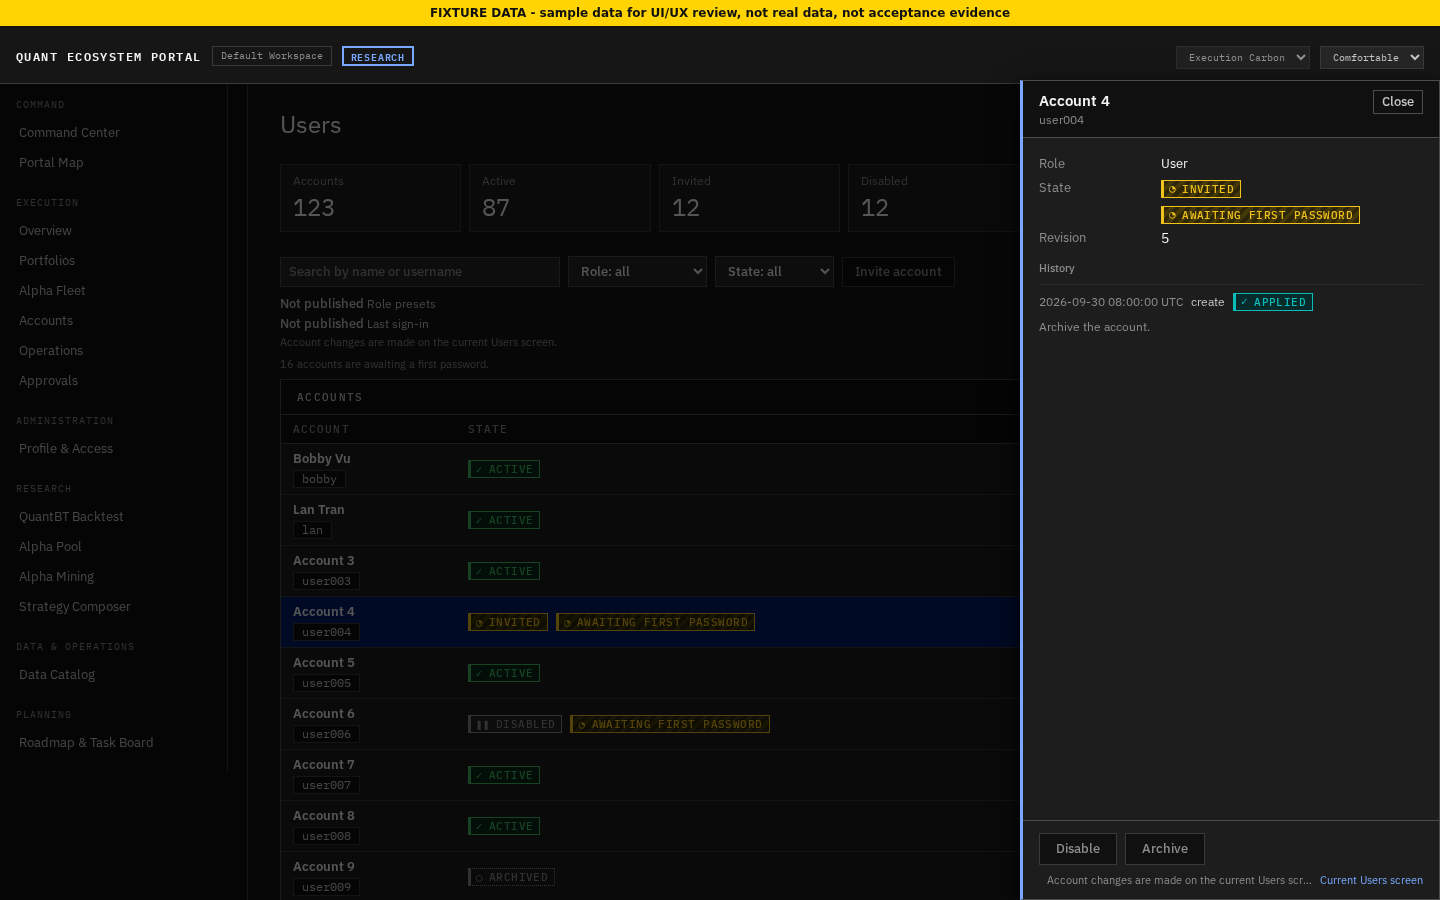 FIXTURE DATA - sample data for UI/UX review, not real data, not acceptance evidence
QUANT ECOSYSTEM PORTAL Default Workspace RESEARCH Execution Carbon Comfortable
COMMAND
Command Center
Portal Map
EXECUTION
Overview
Portfolios
Alpha Fleet
Accounts
Operations
Approvals
ADMINISTRATION
Profile & Access
RESEARCH
QuantBT Backtest
Alpha Pool
Alpha Mining
Strategy Composer
DATA & OPERATIONS
Data Catalog
PLANNING
Roadmap & Task Board
Users
Accounts Active Invited Disabled
123 87 12 12
Search by name or username Role: all State: all Invite account
Not published Role presets
Not published Last sign-in
Account changes are made on the current Users screen.
16 accounts are awaiting a first password.
ACCOUNTS
ACCOUNT STATE
Bobby Vu
bobby
✓ ACTIVE
Lan Tran
lan
✓ ACTIVE
Account 3
user003
✓ ACTIVE
Account 4
user004
INVITED AWAITING FIRST PASSWORD
Account 5
user005
✓ ACTIVE
Account 6
user006
DISABLED AWAITING FIRST PASSWORD
Account 7
user007
✓ ACTIVE
Account 8
user008
✓ ACTIVE
Account 9
user009
ARCHIVED
Account 4
user004
Close
Role User
State INVITED
AWAITING FIRST PASSWORD
Revision 5
History
2026-09-30 08:00:00 UTC create ✓ APPLIED
Archive the account.
Disable Archive
Account changes are made on the current Users scr... Current Users screen